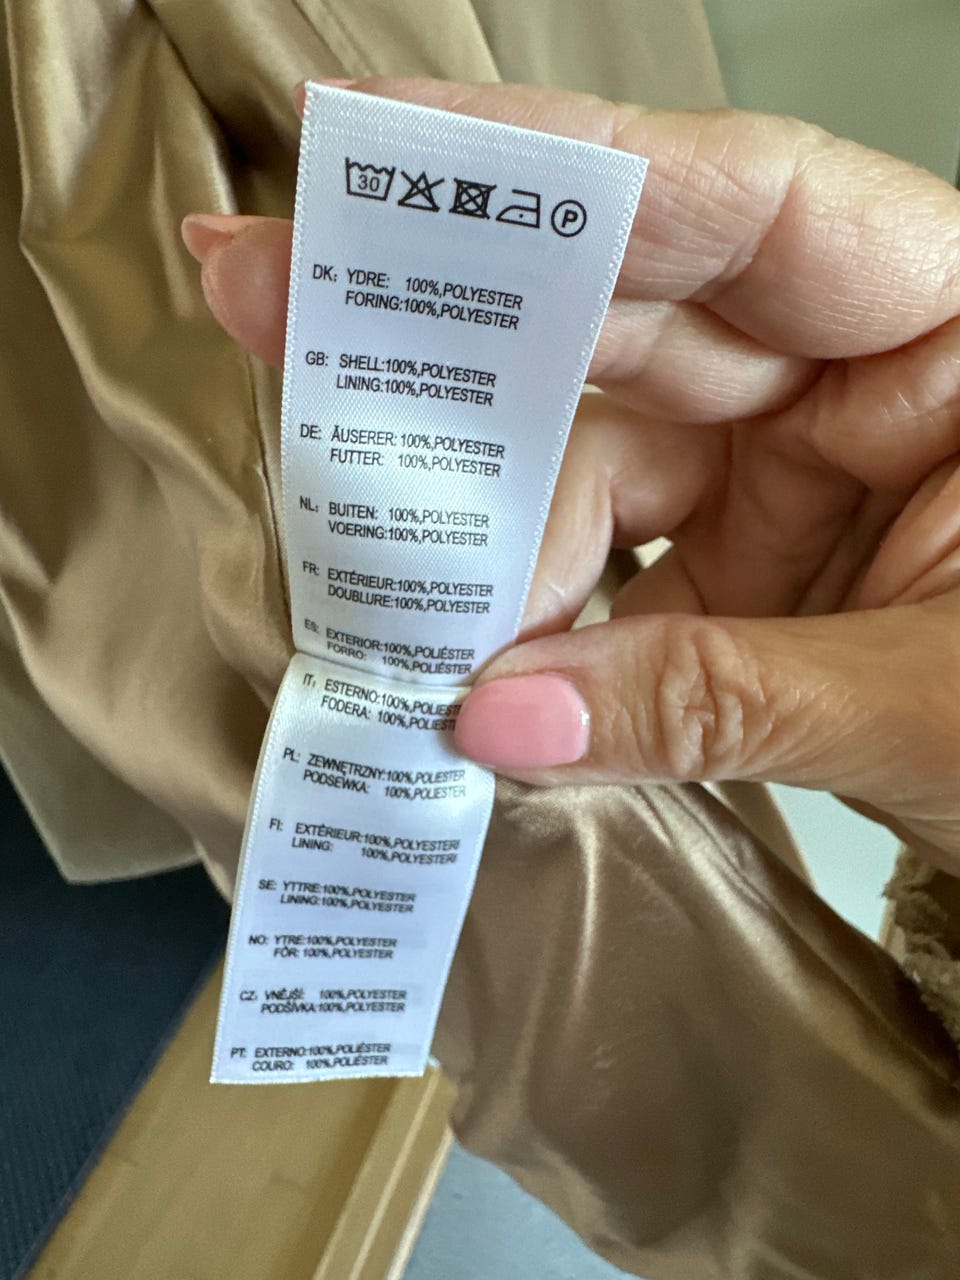 30
P
DK: YDRE: 100%,POLYESTER
FORING:100%,POLYESTER
GB: SHELL:100%,POLYESTER
LINING:100%,POLYESTER
DE: ÄUSERER: 100%,POLYESTER
FUTTER: 100%,POLYESTER
NL: BUITEN: 100%,POLYESTER
VOERING:100%,POLYESTER
FR: EXTÉRIEUR:100%,POLYESTER
DOUBLURE:100%,POLYESTER
ES: EXTERIOR:100%,POLIÉSTER
FORRO: 100%,POLIÉSTER
IT: ESTERNO:100%,POLIEST
FODERA: 100%,POLIEST
PL: ZEWNĘTRZNY:100%,POLIESTER
PODSEWKA: 100%,POLIESTER
FI: EXTÉRIEUR:100%,POLYESTERI
LINING: 100%,POLYESTERI
SE: YTTRE:100%,POLYESTER
LINING:100%,POLYESTER
NO: YTRE:100%,POLYESTER
FÔR: 100%,POLYESTER
CZ: VNĚJŠÍ: 100%,POLYESTER
PODŠÍVKA:100%,POLYESTER
PT: EXTERNO:100%,POLIÉSTER
COURO: 100%,POLIÉSTER